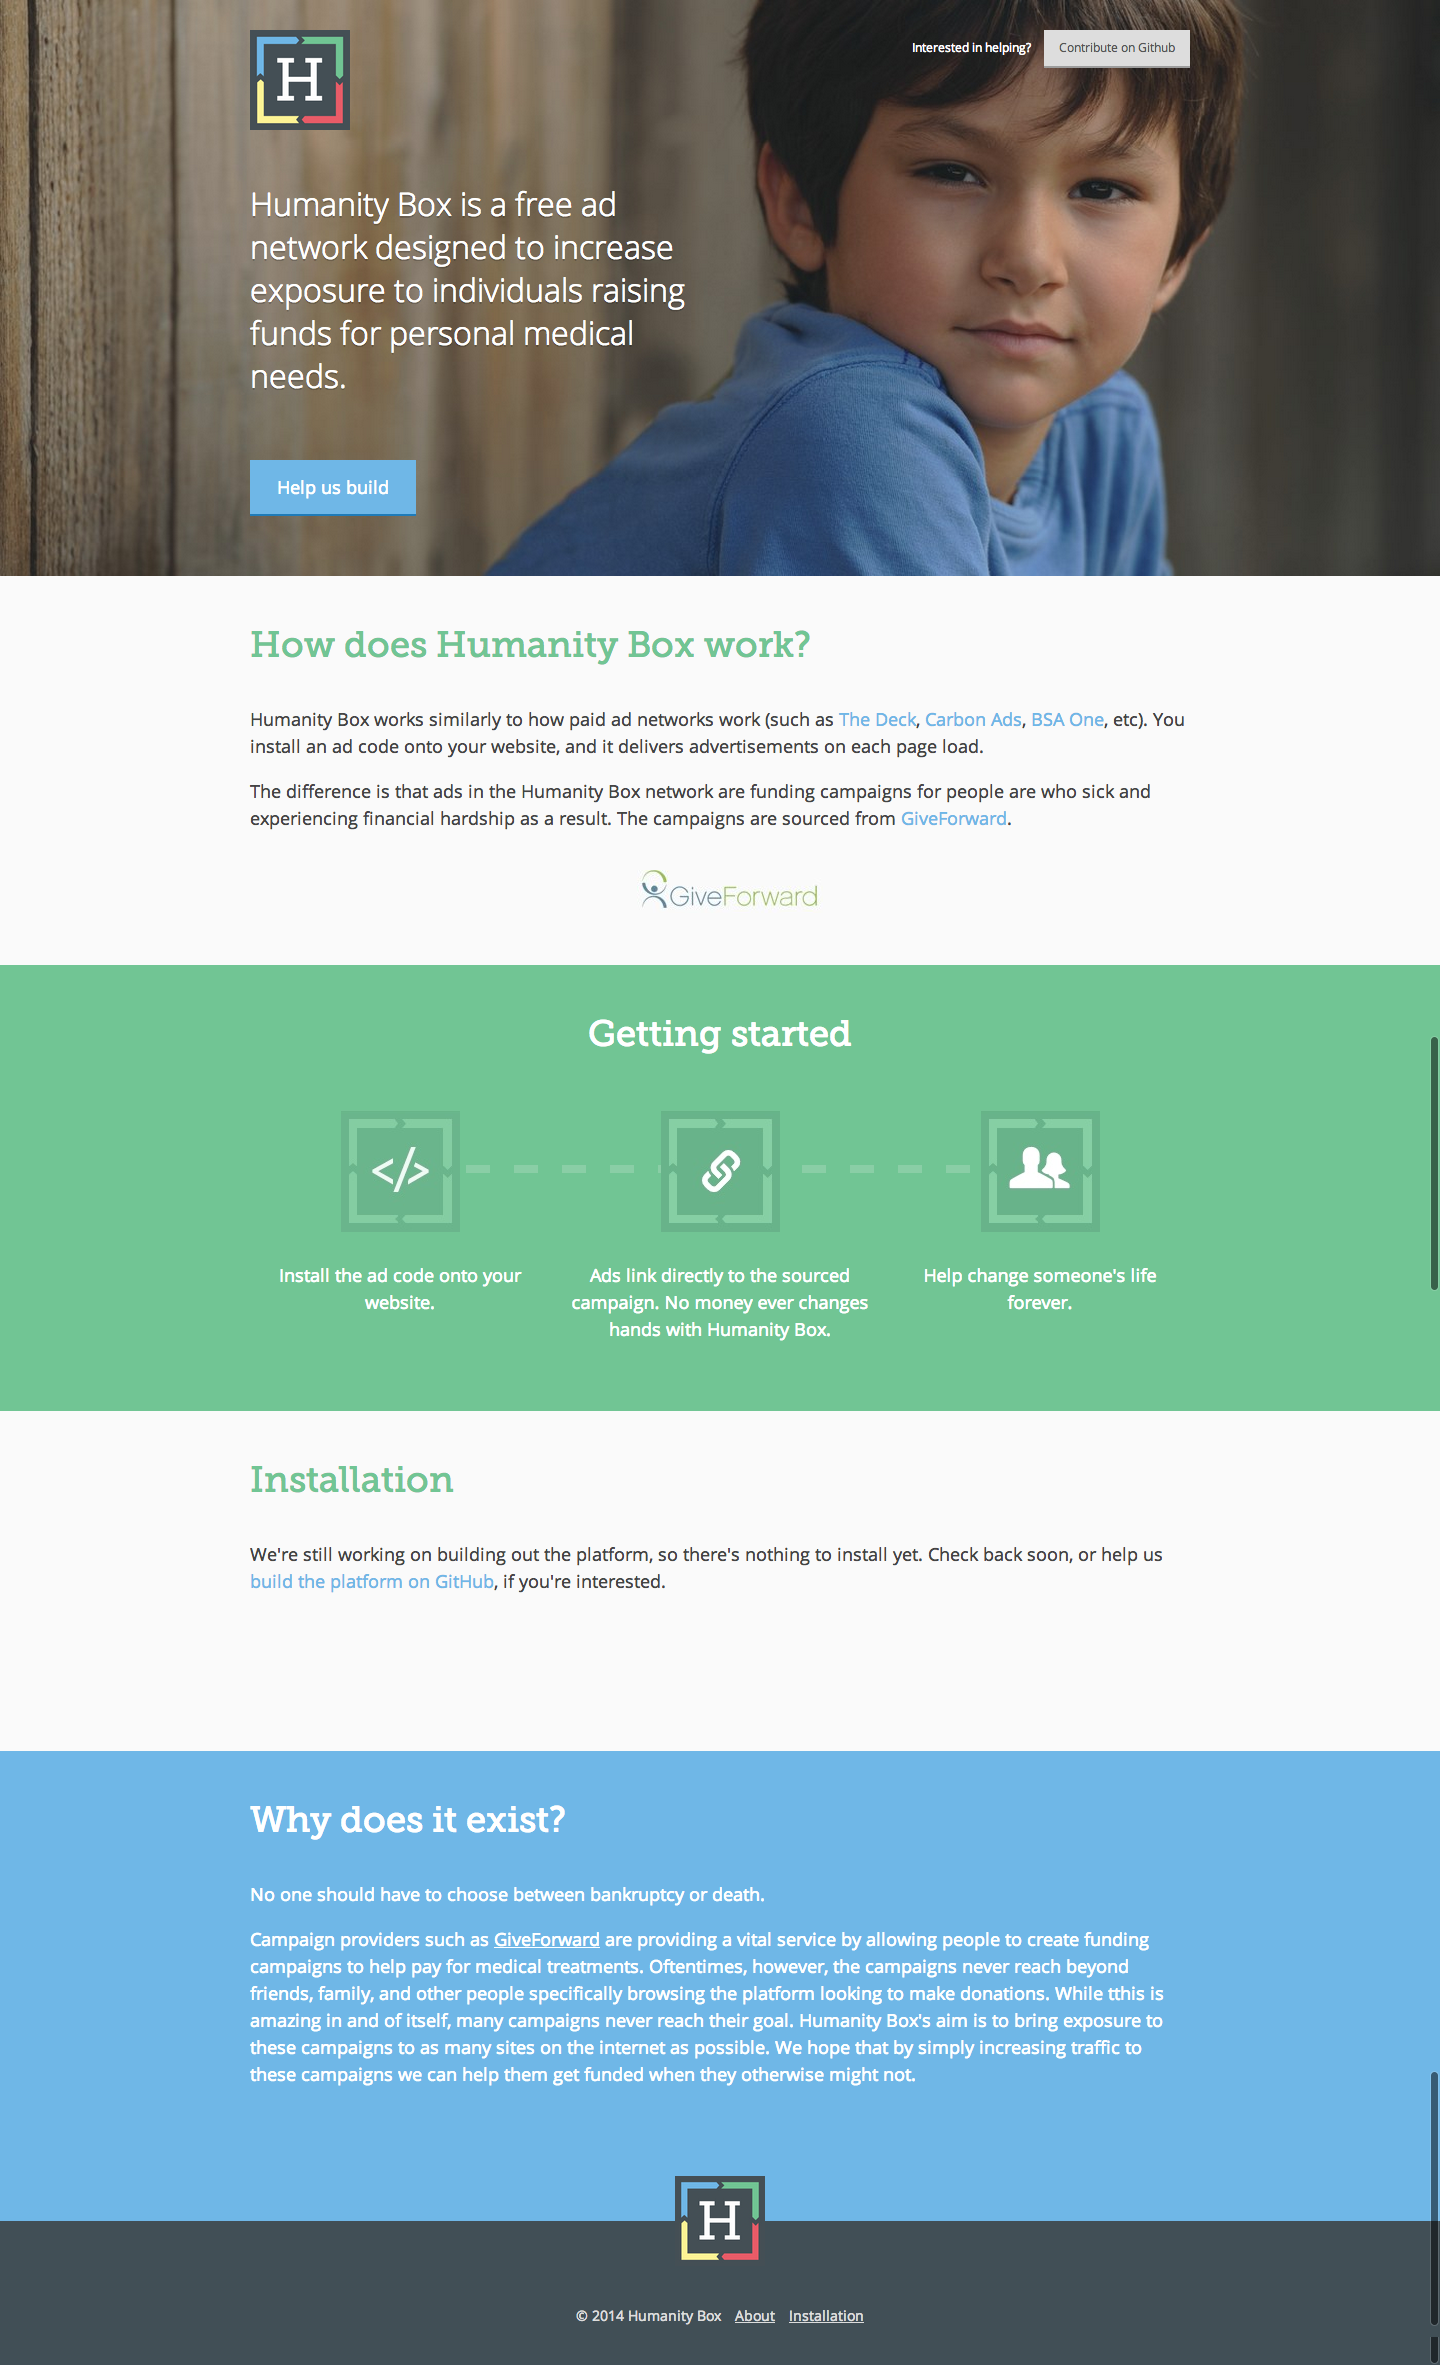 H
Interested in helping? Contribute on Github
Humanity Box is a free ad
network designed to increase
exposure to individuals raising
funds for personal medical
needs.
Help us build
How does Humanity Box work?
Humanity Box works similarly to how paid ad networks work (such as The Deck, Carbon Ads, BSA One, etc). You
install an ad code onto your website, and it delivers advertisements on each page load.
The difference is that ads in the Humanity Box network are funding campaigns for people are who sick and
experiencing financial hardship as a result. The campaigns are sourced from GiveForward.
GiveForward
Getting started
</>
Install the ad code onto your
website.
Ads link directly to the sourced
campaign. No money ever changes
hands with Humanity Box.
Help change someone's life
forever.
Installation
We're still working on building out the platform, so there's nothing to install yet. Check back soon, or help us
build the platform on GitHub, if you're interested.
Why does it exist?
No one should have to choose between bankruptcy or death.
Campaign providers such as GiveForward are providing a vital service by allowing people to create funding
campaigns to help pay for medical treatments. Oftentimes, however, the campaigns never reach beyond
friends, family, and other people specifically browsing the platform looking to make donations. While tthis is
amazing in and of itself, many campaigns never reach their goal. Humanity Box's aim is to bring exposure to
these campaigns to as many sites on the internet as possible. We hope that by simply increasing traffic to
these campaigns we can help them get funded when they otherwise might not.
H
© 2014 Humanity Box About Installation